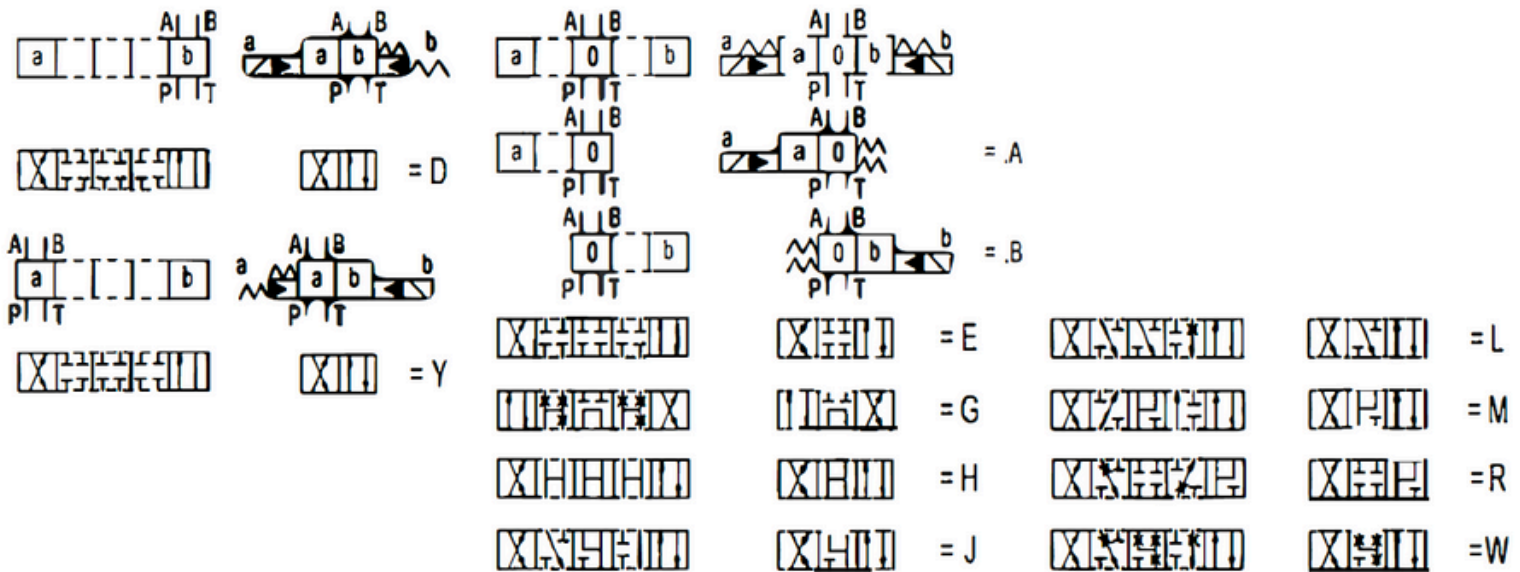 A B A B A B A B
a b a a b b a 0 b a a 0 b b
P T P T P T P T
A B A B
a 0 a a 0 = .A
P T P T
= D
A B A B
0 b 0 b b = .B
P T P T
A B A B
a b a a b b
P T P T
= E = L
= Y
= G = M
= H = R
= J = W